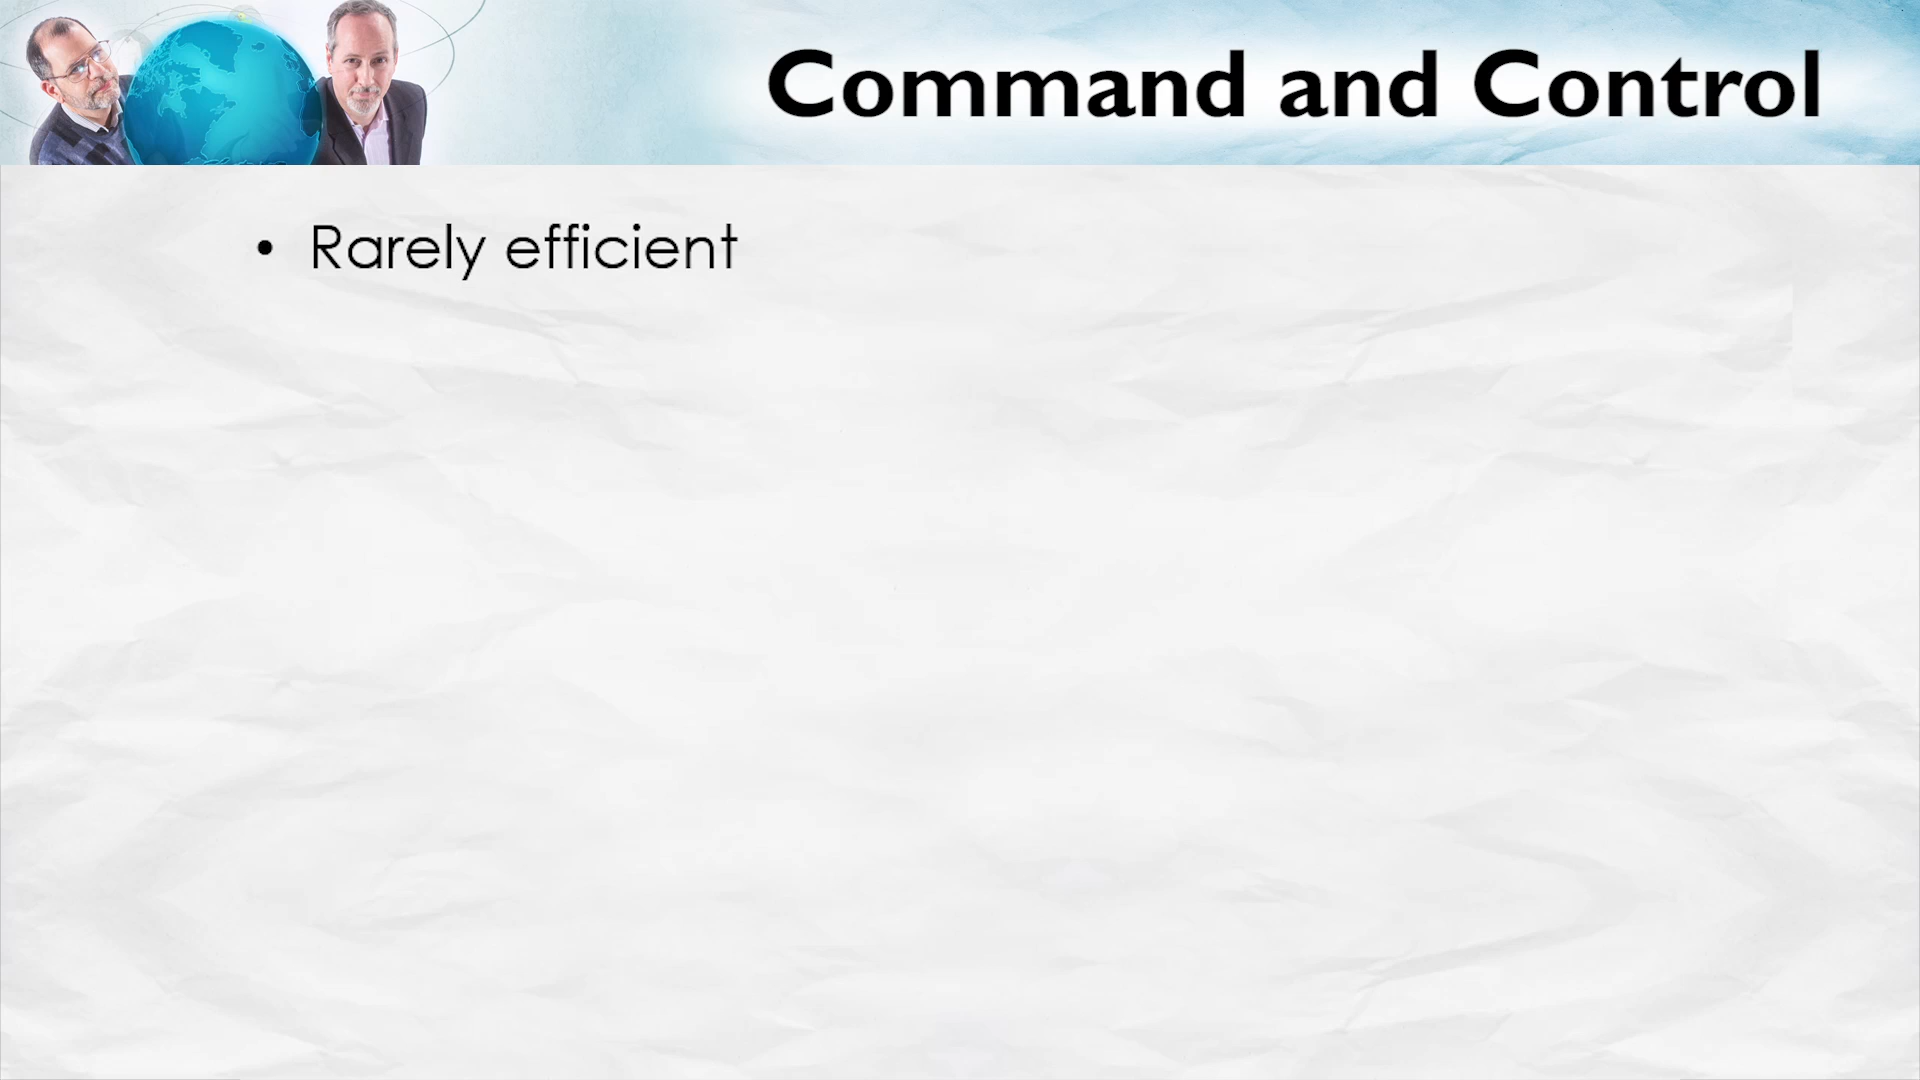 Command and Control
• Rarely efficient